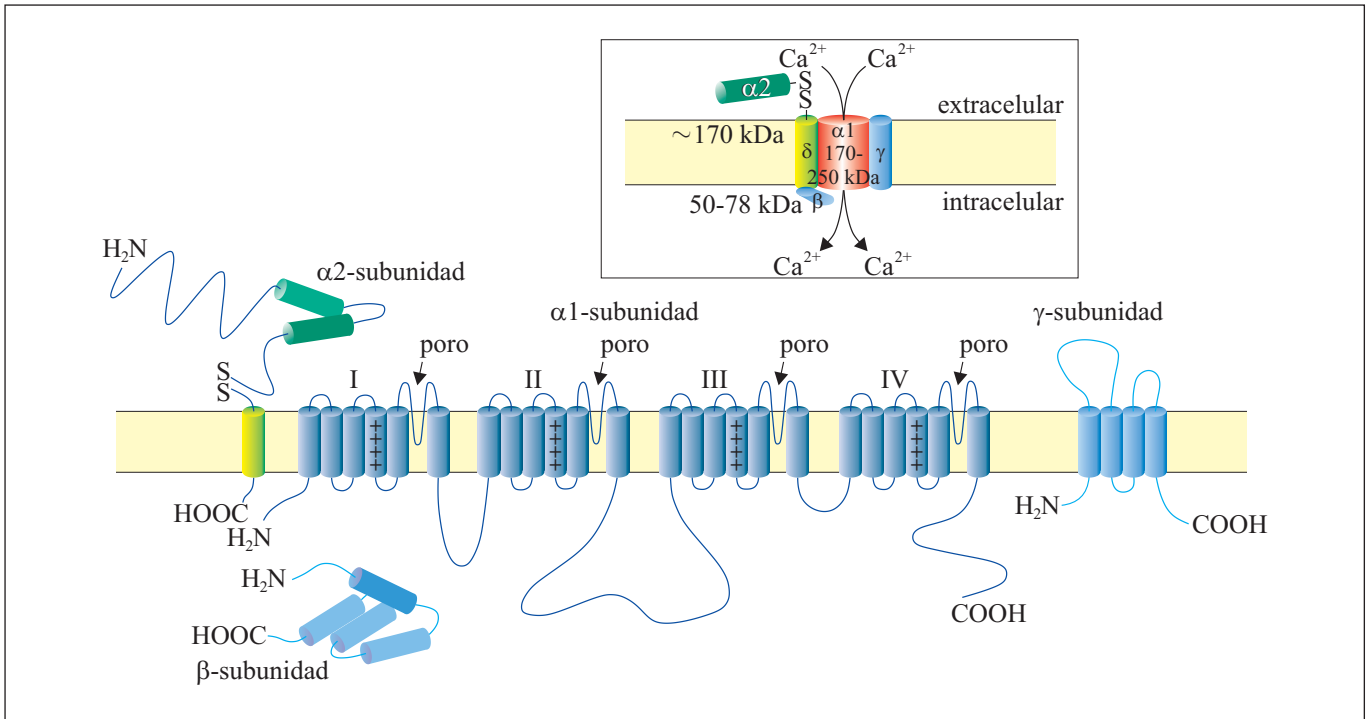 Ca²⁺ Ca²⁺
α2
S
S
extracelular
~170 kDa
δ
α1
170-
250 kDa
γ
50-78 kDa
β
intracelular
Ca²⁺ Ca²⁺
H₂N
α2-subunidad
α1-subunidad
γ-subunidad
poro poro poro poro
S
S
I II III IV
+ + + +
+ + + +
+ + + +
+ + + +
HOOC
H₂N
H₂N
COOH
H₂N
HOOC
β-subunidad
COOH